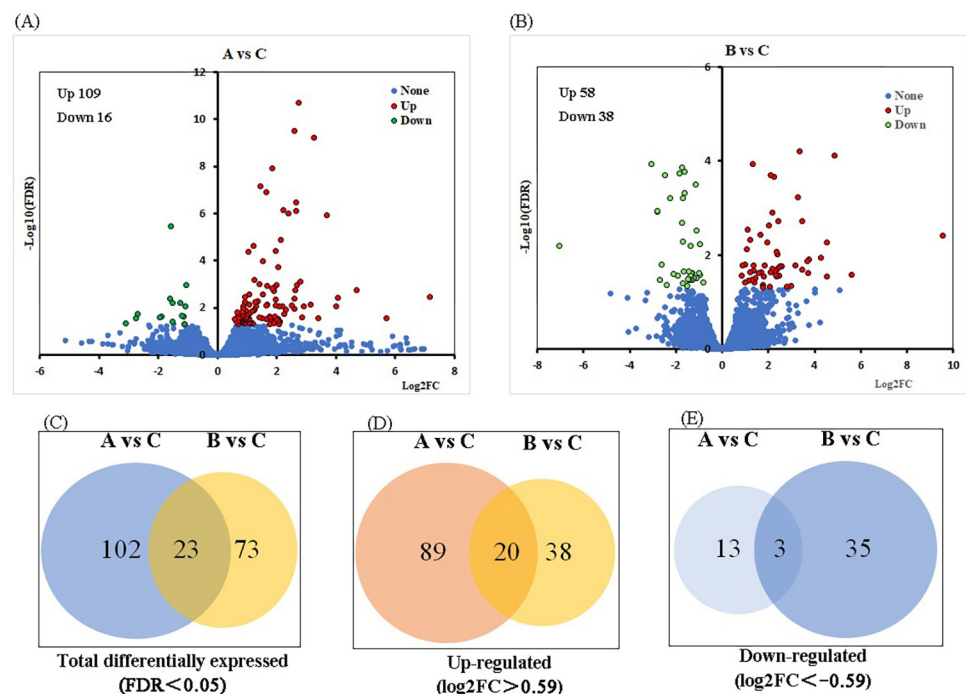 (A)
A vs C
12
10
8
6
4
2
0
-6
-4
-2
0
2
4
6
8
-Log10(FDR)
Log2FC
Up 109
Down 16
None
Up
Down
(B)
B vs C
6
4
2
0
-8
-6
-4
-2
0
2
4
6
8
10
-Log10(FDR)
Log2FC
Up 58
Down 38
None
Up
Down
(C)
A vs C B vs C
102 23 73
Total differentially expressed
(FDR<0.05)
(D)
A vs C B vs C
89 20 38
Up-regulated
(log2FC>0.59)
(E)
A vs C B vs C
13 3 35
Down-regulated
(log2FC<-0.59)